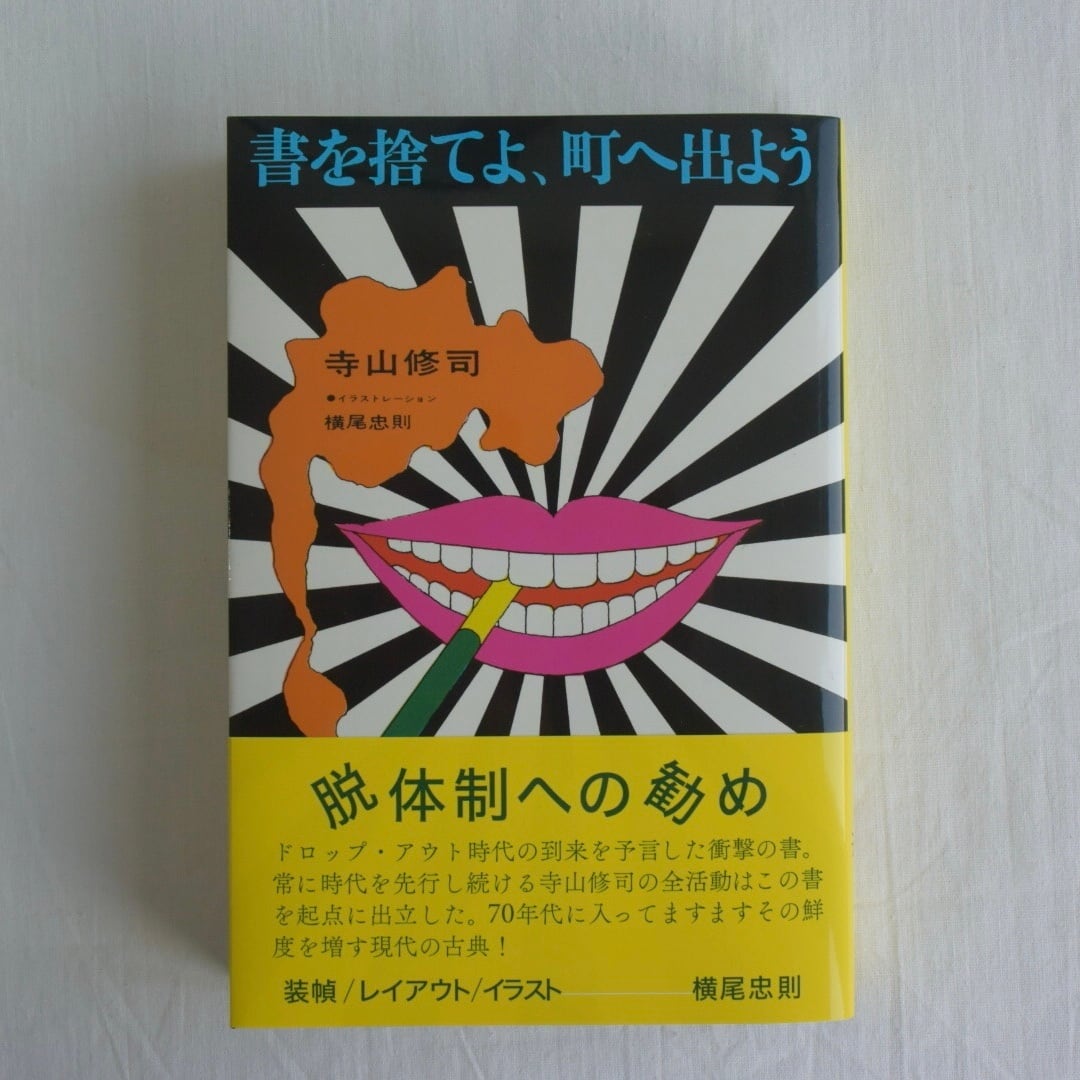 書を捨てよ、町へ出よう
寺山修司
●イラストレーション
横尾忠則
脱体制への勧め
ドロップ・アウト時代の到来を予言した衝撃の書。
常に時代を先行し続ける寺山修司の全活動はこの書
を起点に出立した。70年代に入ってますますその鮮
度を増す現代の古典！
装幀/レイアウト/イラスト────横尾忠則